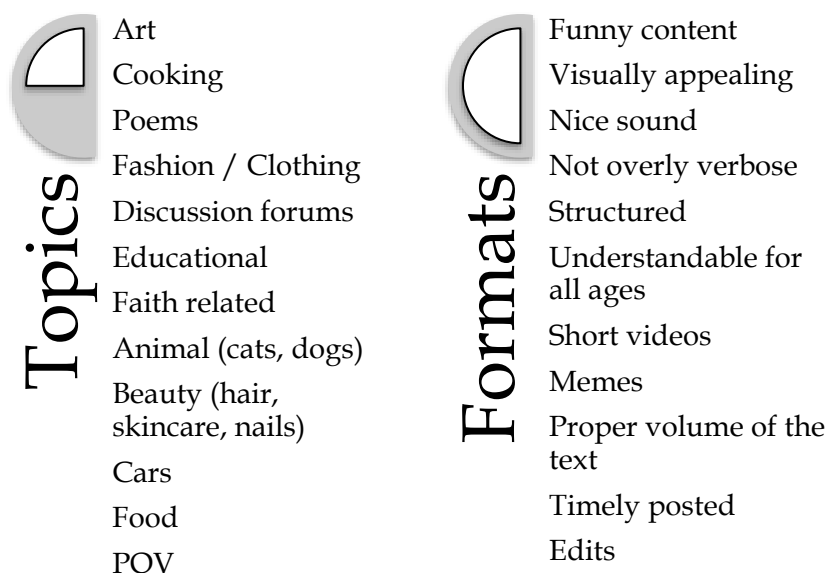 Topics
Art
Cooking
Poems
Fashion / Clothing
Discussion forums
Educational
Faith related
Animal (cats, dogs)
Beauty (hair,
skincare, nails)
Cars
Food
POV
Formats
Funny content
Visually appealing
Nice sound
Not overly verbose
Structured
Understandable for
all ages
Short videos
Memes
Proper volume of the
text
Timely posted
Edits